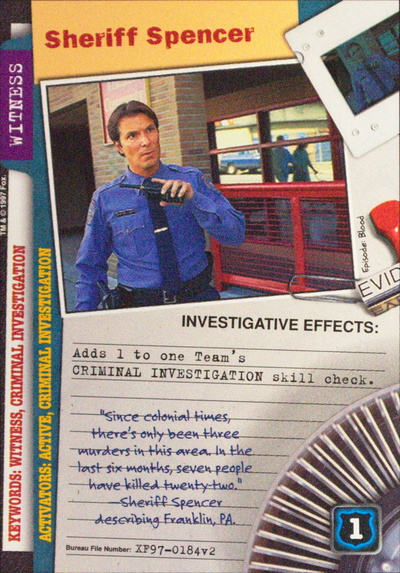 Sheriff Spencer
WITNESS
TM & © 1997 Fox.
KEYWORDS: WITNESS, CRIMINAL INVESTIGATION
ACTIVATORS: ACTIVE, CRIMINAL INVESTIGATION
Episode: Blood
EVID
INVESTIGATIVE EFFECTS:
Adds 1 to one Team's
CRIMINAL INVESTIGATION skill check.
"Since colonial times,
there's only been three
murders in this area. In the
last six months, seven people
have killed twenty-two."
—Sheriff Spencer
describing Franklin, PA.
1
Bureau File Number: XF97-0184v2